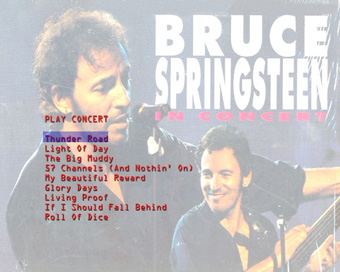 BRUCE
SPRINGSTEEN
IN CONCERT
PLAY CONCERT
Thunder Road
Light Of Day
The Big Muddy
57 Channels (And Nothin' On)
My Beautiful Reward
Glory Days
Living Proof
If I Should Fall Behind
Roll Of Dice